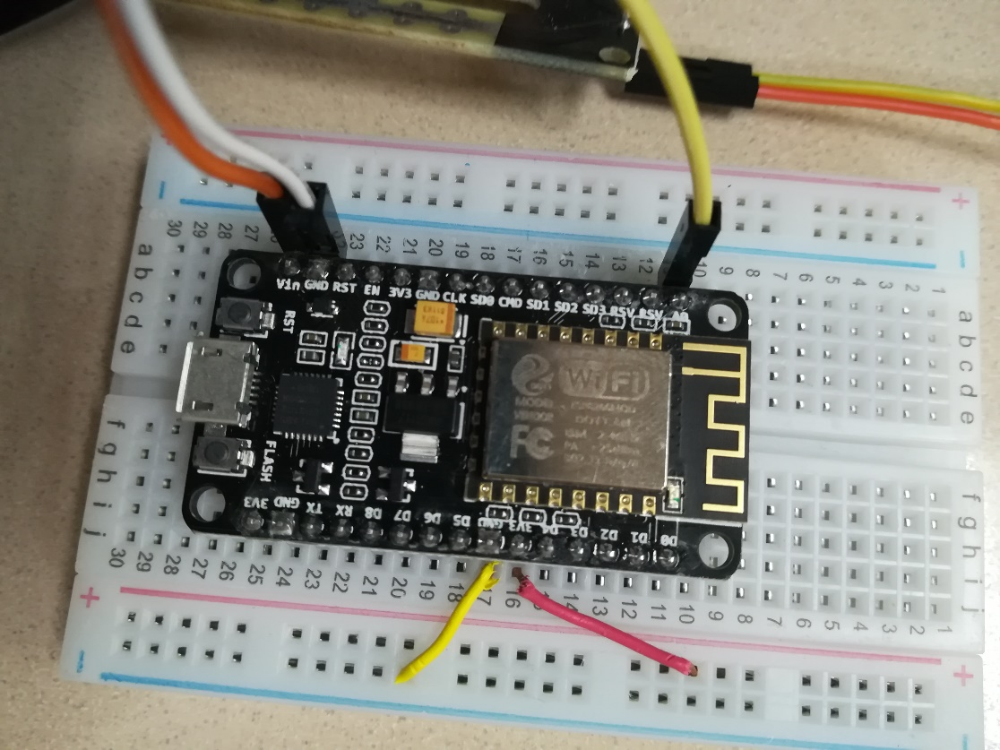 +
-
30 29 28 27 23 22 21 20 19 18 17 16 15 14 13 12 10 9 8 7 6 5 4 3 2 1
-
a
b
c
d
e
a
b
c
d
e
Vin GND RST EN 3V3 GND CLK SD0 CMD SD1 SD2 SD3 RSV RSV A0
RST
WiFi
FCC
FLASH
3V3 GND TX RX D8 D7 D6 D5 GND 3V3 D4 D3 D2 D1 D0
f
g
h
i
j
f
g
h
i
j
30 29 28 27 26 25 24 23 22 21 20 19 18 17 16 15 14 13 12 11 10 9 8 7 6 5 4 3 2 1
+
-
+
-